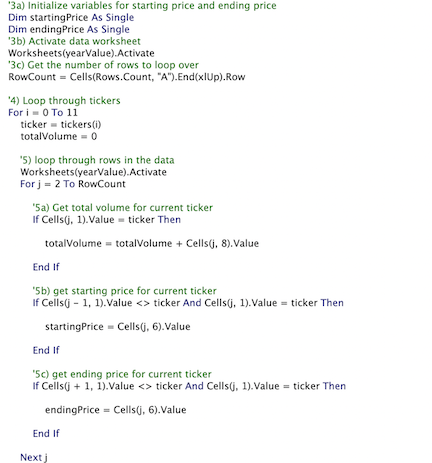 '3a) Initialize variables for starting price and ending price
Dim startingPrice As Single
Dim endingPrice As Single
'3b) Activate data worksheet
Worksheets(yearValue).Activate
'3c) Get the number of rows to loop over
RowCount = Cells(Rows.Count, "A").End(xlUp).Row
'4) Loop through tickers
For i = 0 To 11
ticker = tickers(i)
totalVolume = 0
'5) loop through rows in the data
Worksheets(yearValue).Activate
For j = 2 To RowCount
'5a) Get total volume for current ticker
If Cells(j, 1).Value = ticker Then
totalVolume = totalVolume + Cells(j, 8).Value
End If
'5b) get starting price for current ticker
If Cells(j - 1, 1).Value <> ticker And Cells(j, 1).Value = ticker Then
startingPrice = Cells(j, 6).Value
End If
'5c) get ending price for current ticker
If Cells(j + 1, 1).Value <> ticker And Cells(j, 1).Value = ticker Then
endingPrice = Cells(j, 6).Value
End If
Next j